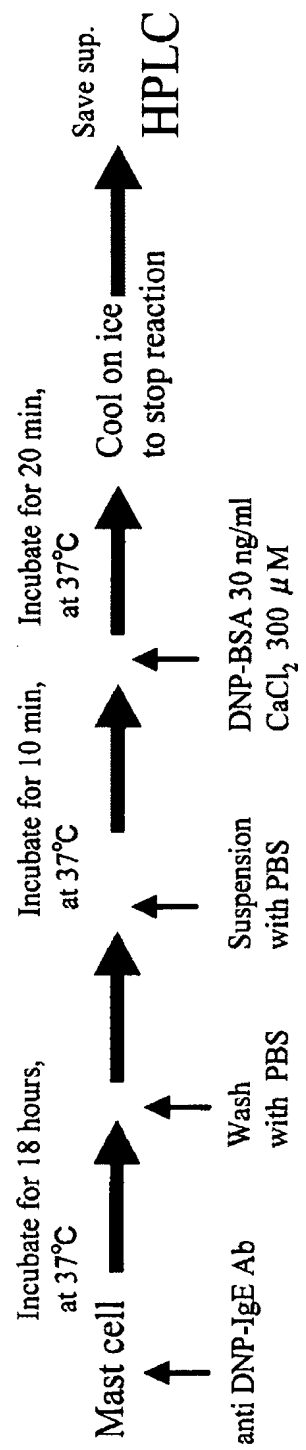 Mast cell
anti DNP-IgE Ab
Incubate for 18 hours,
at 37℃
Wash
with PBS
Suspension
with PBS
Incubate for 10 min,
at 37℃
DNP-BSA 30 ng/ml
CaCl₂ 300 μM
Incubate for 20 min,
at 37℃
Cool on ice
to stop reaction
Save sup.
HPLC